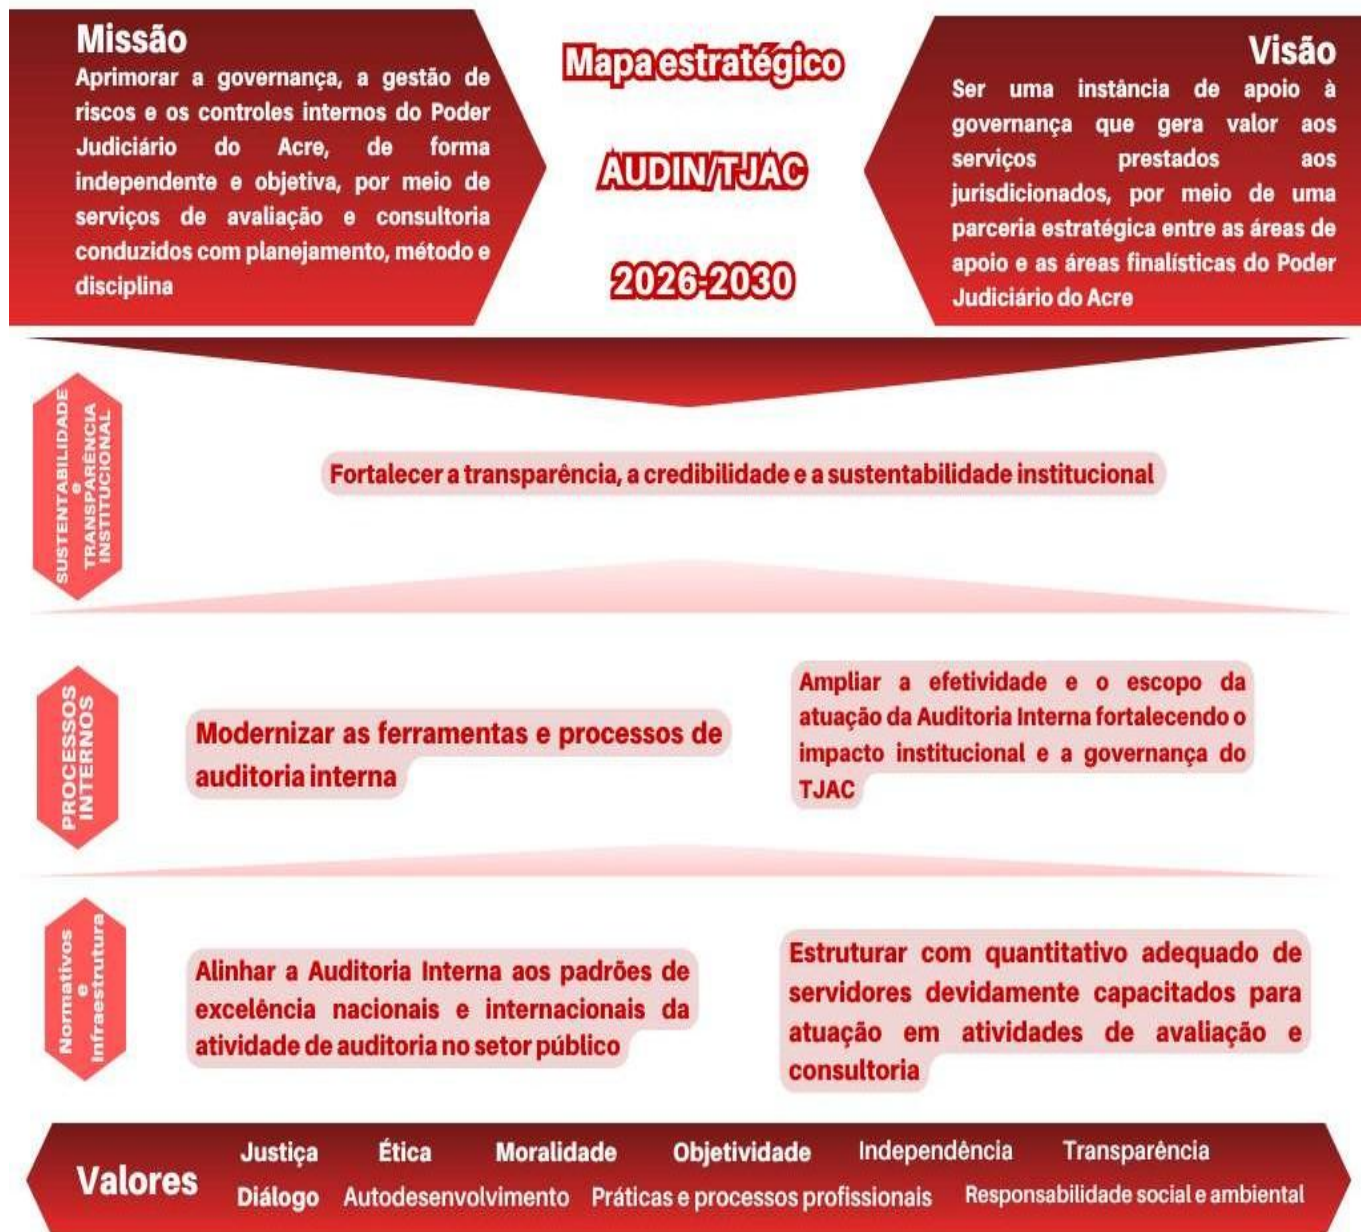 Missão
Aprimorar a governança, a gestão de
riscos e os controles internos do Poder
Judiciário do Acre, de forma
independente e objetiva, por meio de
serviços de avaliação e consultoria
conduzidos com planejamento, método e
disciplina
Mapa estratégico
AUDIN/TJAC
2026-2030
Visão
Ser uma instância de apoio à
governança que gera valor aos
serviços prestados aos
jurisdicionados, por meio de uma
parceria estratégica entre as áreas de
apoio e as áreas finalísticas do Poder
Judiciário do Acre
SUSTENTABILIDADE
e
TRANSPARÊNCIA
INSTITUCIONAL
Fortalecer a transparência, a credibilidade e a sustentabilidade institucional
PROCESSOS
INTERNOS
Modernizar as ferramentas e processos de
auditoria interna
Ampliar a efetividade e o escopo da
atuação da Auditoria Interna fortalecendo o
impacto institucional e a governança do
TJAC
Normativos
e
Infraestrutura
Alinhar a Auditoria Interna aos padrões de
excelência nacionais e internacionais da
atividade de auditoria no setor público
Estruturar com quantitativo adequado de
servidores devidamente capacitados para
atuação em atividades de avaliação e
consultoria
Valores
Justiça Ética Moralidade Objetividade Independência Transparência
Diálogo Autodesenvolvimento Práticas e processos profissionais Responsabilidade social e ambiental